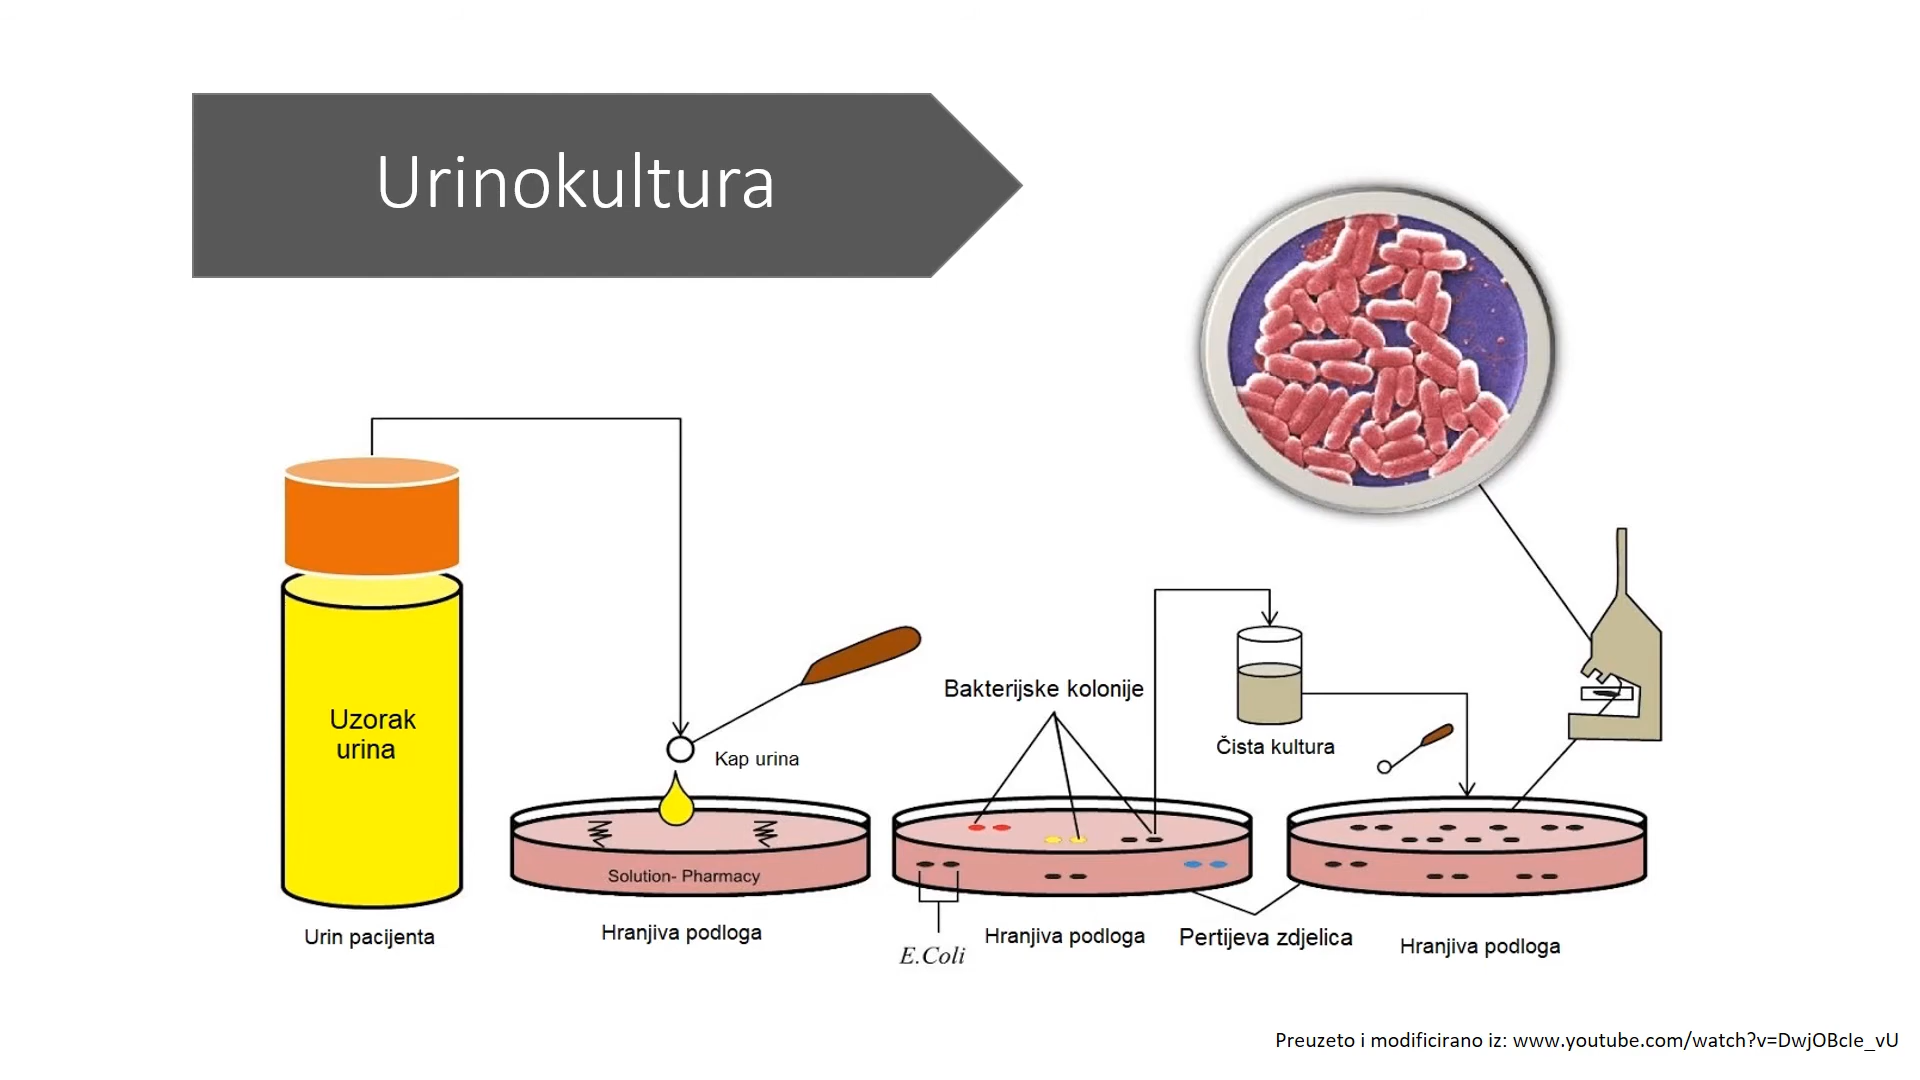 Urinokultura
Uzorak
urina
Urin pacijenta
Kap urina
Solution- Pharmacy
Hranjiva podloga
Bakterijske kolonije
E.Coli
Hranjiva podloga
Čista kultura
Pertijeva zdjelica
Hranjiva podloga
Preuzeto i modificirano iz: www.youtube.com/watch?v=DwjOBcIe_vU